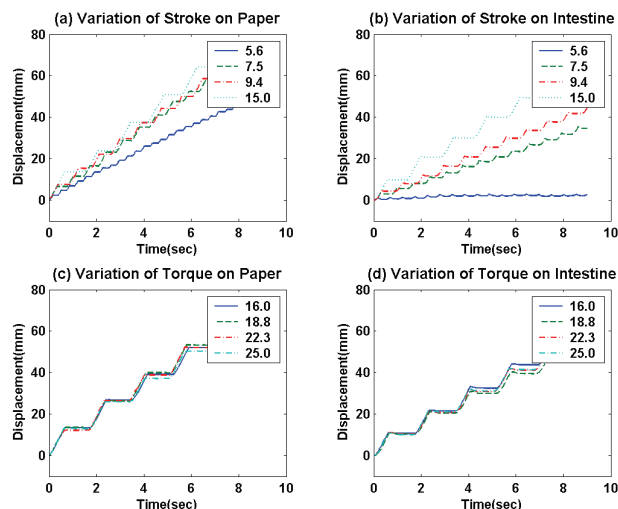 (a) Variation of Stroke on Paper
80
60
40
20
0
Displacement(mm)
0 2 4 6 8 10
Time(sec)
5.6
7.5
9.4
15.0
(b) Variation of Stroke on Intestine
80
60
40
20
0
Displacement(mm)
0 2 4 6 8 10
Time(sec)
5.6
7.5
9.4
15.0
(c) Variation of Torque on Paper
80
60
40
20
0
Displacement(mm)
0 2 4 6 8 10
Time(sec)
16.0
18.8
22.3
25.0
(d) Variation of Torque on Intestine
80
60
40
20
0
Displacement(mm)
0 2 4 6 8 10
Time(sec)
16.0
18.8
22.3
25.0